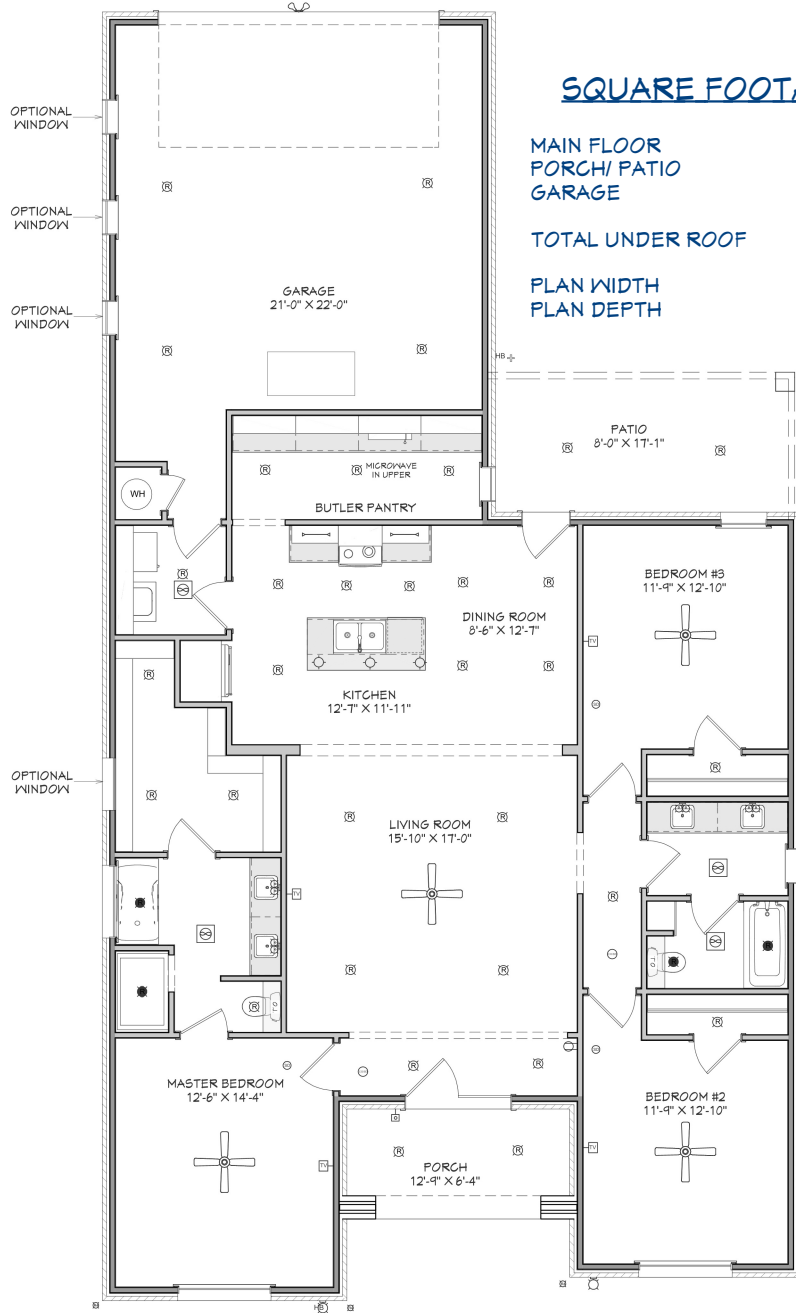 SQUARE FOOTA
MAIN FLOOR
PORCH/ PATIO
GARAGE
TOTAL UNDER ROOF
PLAN WIDTH
PLAN DEPTH
OPTIONAL
WINDOW
OPTIONAL
WINDOW
OPTIONAL
WINDOW
GARAGE
21'-0" X 22'-0"
HB
PATIO
8'-0" X 17'-1"
MICROWAVE
IN UPPER
BUTLER PANTRY
WH
BEDROOM #3
11'-9" X 12'-10"
DINING ROOM
8'-6" X 12'-7"
TV
KITCHEN
12'-7" X 11'-11"
OPTIONAL
WINDOW
LIVING ROOM
15'-10" X 17'-0"
TV
MASTER BEDROOM
12'-6" X 14'-4"
BEDROOM #2
11'-9" X 12'-10"
TV
PORCH
12'-9" X 6'-4"
TV
HB